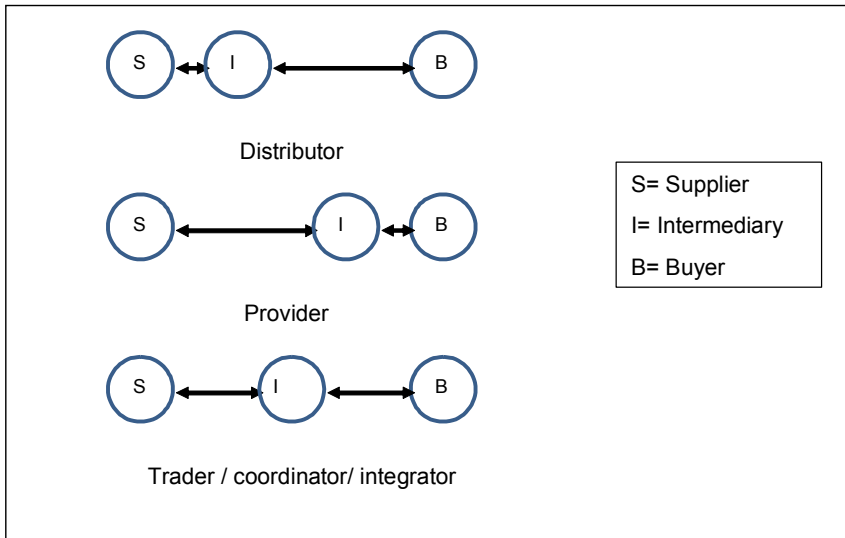 S I B
Distributor
S I B
Provider
S I B
Trader / coordinator/ integrator
S= Supplier
I= Intermediary
B= Buyer